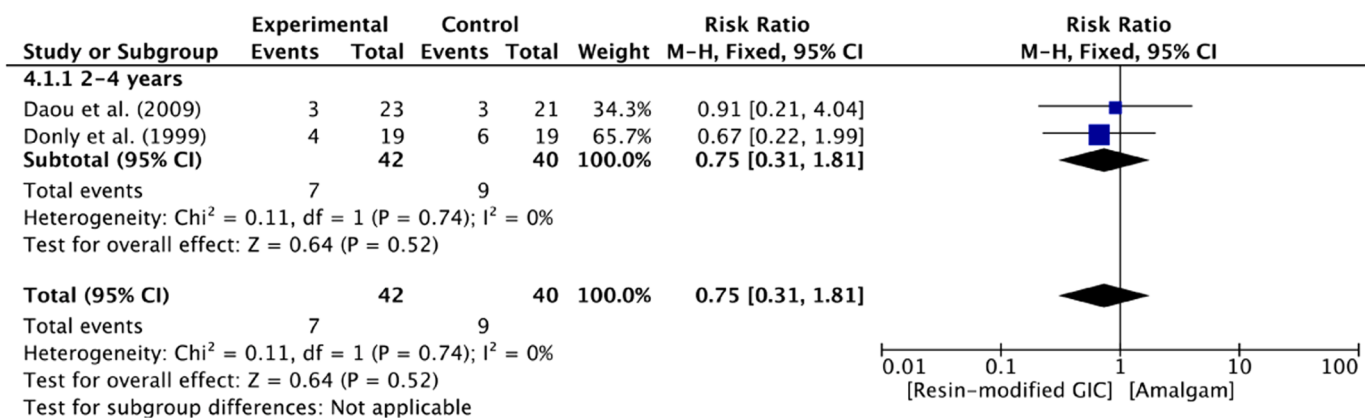 Experimental Control Risk Ratio Risk Ratio
Study or Subgroup Events Total Events Total Weight M-H, Fixed, 95% CI M-H, Fixed, 95% CI
4.1.1 2-4 years
Daou et al. (2009) 3 23 3 21 34.3% 0.91 [0.21, 4.04]
Donly et al. (1999) 4 19 6 19 65.7% 0.67 [0.22, 1.99]
Subtotal (95% CI) 42 40 100.0% 0.75 [0.31, 1.81]
Total events 7 9
Heterogeneity: Chi² = 0.11, df = 1 (P = 0.74); I² = 0%
Test for overall effect: Z = 0.64 (P = 0.52)
Total (95% CI) 42 40 100.0% 0.75 [0.31, 1.81]
Total events 7 9
Heterogeneity: Chi² = 0.11, df = 1 (P = 0.74); I² = 0%
Test for overall effect: Z = 0.64 (P = 0.52)
Test for subgroup differences: Not applicable
0.01 0.1 1 10 100
[Resin-modified GIC] [Amalgam]